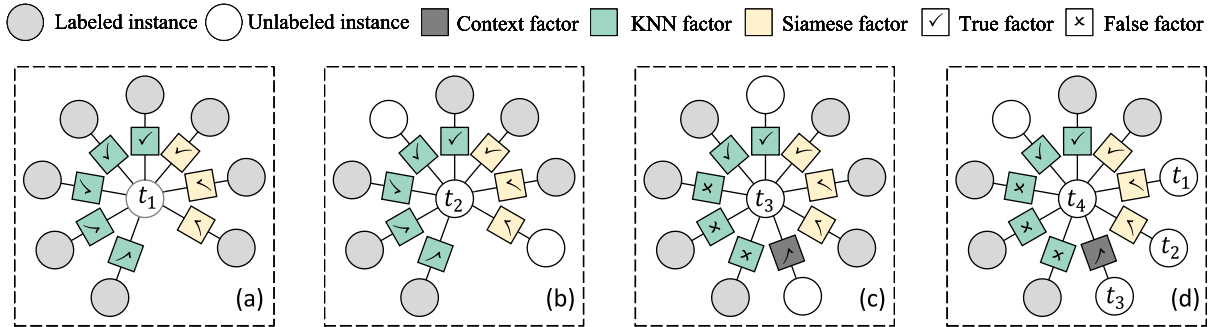 Labeled instance Unlabeled instance Context factor KNN factor Siamese factor ✓ True factor × False factor
t₁
(a)
t₂
(b)
t₃
(c)
t₄
t₁
t₂
t₃
(d)